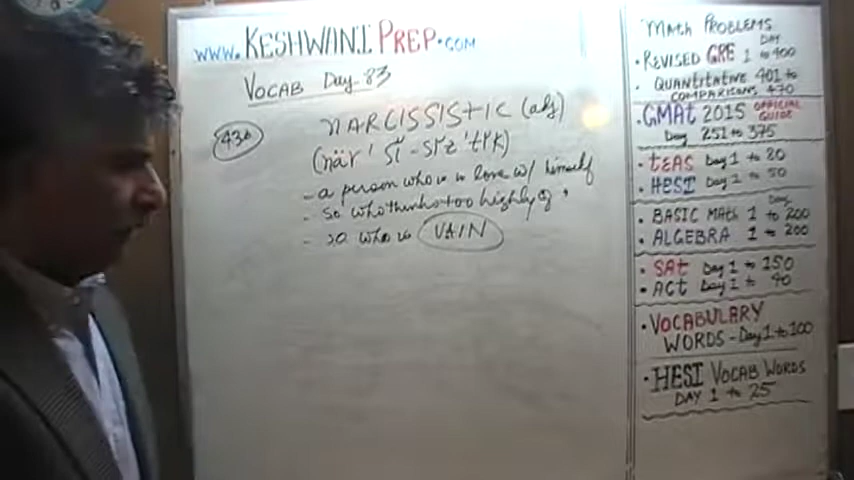 www.KESHWANIPREP.COM
VOCAB Day 83
430
NARCISSISTIC (adj)
(när' sĭ -sĭz 'tĭk)
- a person who is in love w/ himself
- so who thinks too highly of
- so who is VAIN
MATH PROBLEMS
DAY
• REVISED GRE 1 to 400
• QUANTITATIVE 401 to
COMPARISONS 470
• GMAT 2015 OFFICIAL GUIDE
Day 251 to 375
• TEAS Day 1 to 20
• HESI Day 1 to 50
Day
• BASIC MATH 1 to 200
• ALGEBRA 1 to 200
• SAt Day 1 to 150
• ACT Day 1 to 40
• VOCABULARY
WORDS - Day 1 to 100
• HESI VOCAB WORDS
DAY 1 to 25